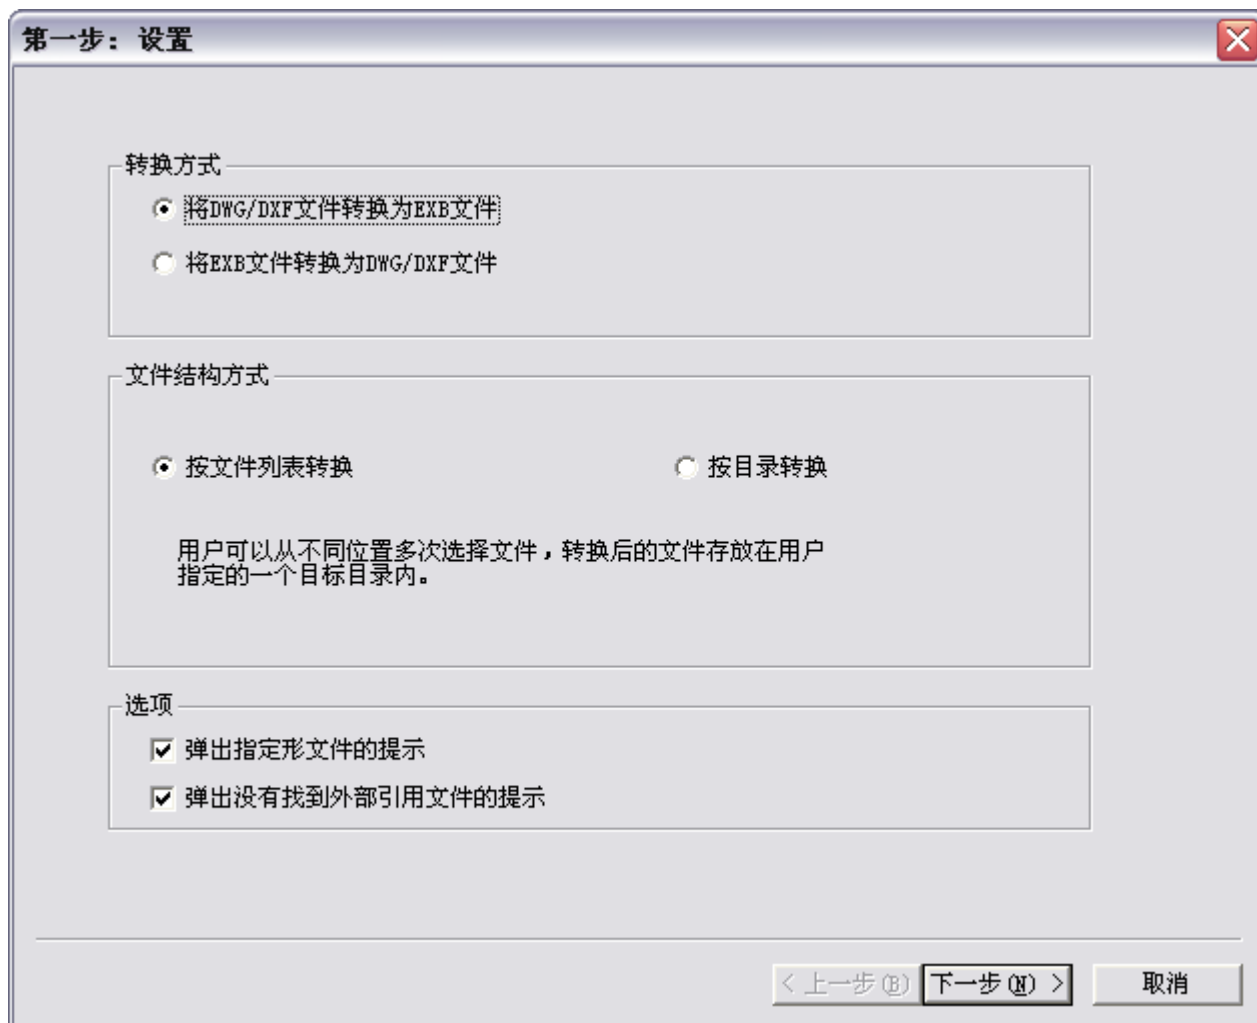 第一步：设置
转换方式
将DWG/DXF文件转换为EXB文件
将EXB文件转换为DWG/DXF文件
文件结构方式
按文件列表转换 按目录转换
用户可以从不同位置多次选择文件，转换后的文件存放在用户
指定的一个目标目录内。
选项
弹出指定形文件的提示
弹出没有找到外部引用文件的提示
< 上一步(B) 下一步(N) > 取消